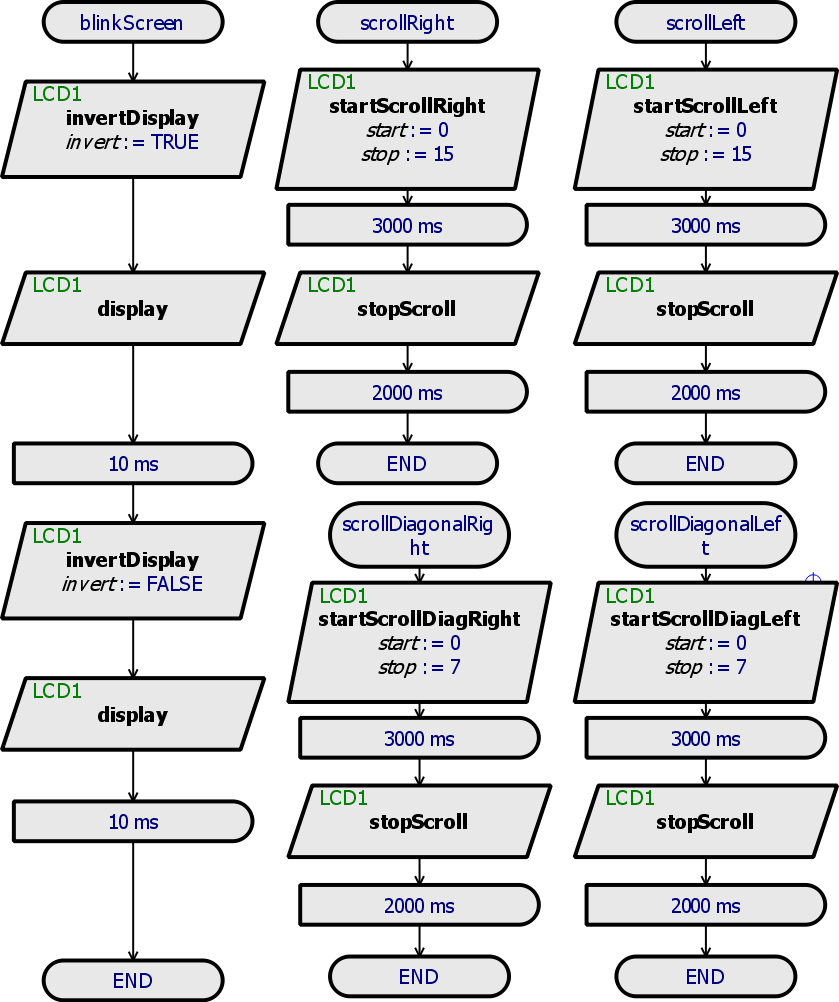 blinkScreen
LCD1
invertDisplay
invert := TRUE
LCD1
display
10 ms
LCD1
invertDisplay
invert := FALSE
LCD1
display
10 ms
END
scrollRight
LCD1
startScrollRight
start := 0
stop := 15
3000 ms
LCD1
stopScroll
2000 ms
END
scrollLeft
LCD1
startScrollLeft
start := 0
stop := 15
3000 ms
LCD1
stopScroll
2000 ms
END
scrollDiagonalRig
ht
LCD1
startScrollDiagRight
start := 0
stop := 7
3000 ms
LCD1
stopScroll
2000 ms
END
scrollDiagonalLef
t
LCD1
startScrollDiagLeft
start := 0
stop := 7
3000 ms
LCD1
stopScroll
2000 ms
END